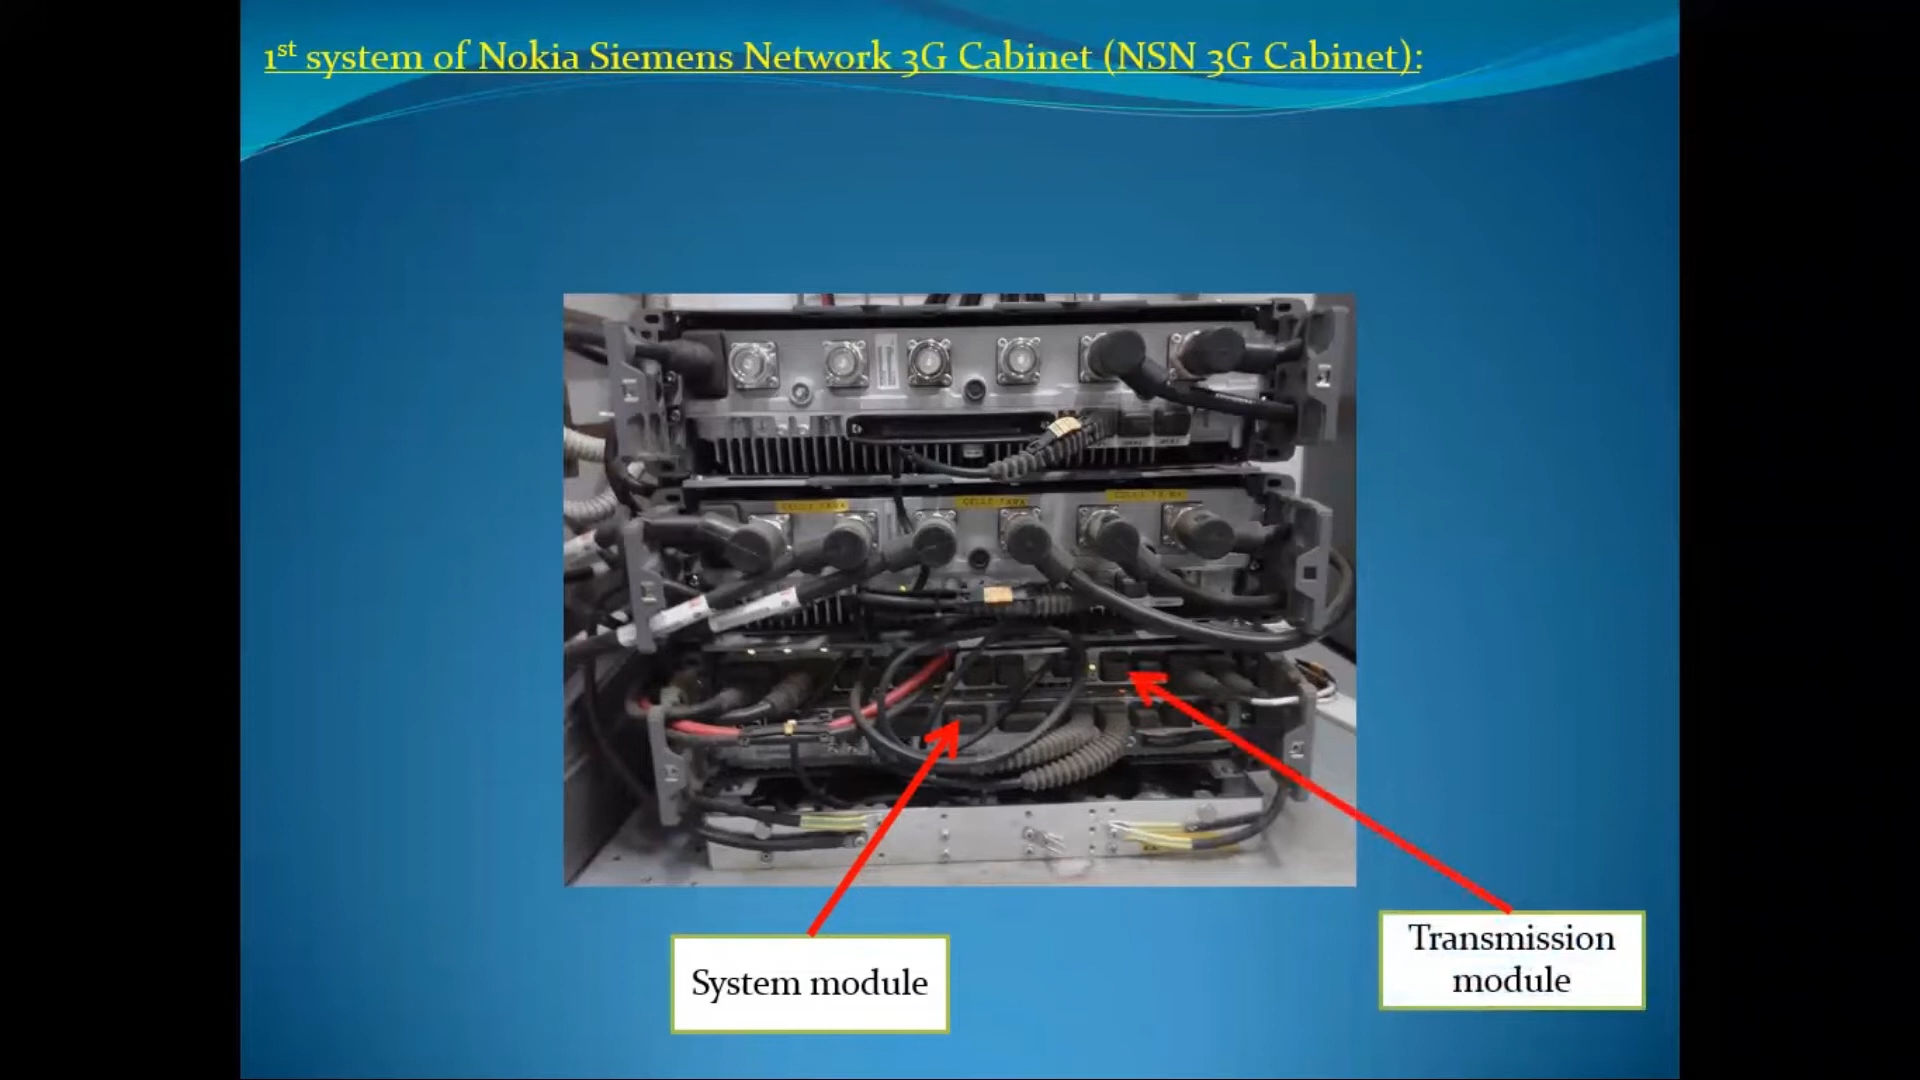 1st system of Nokia Siemens Network 3G Cabinet (NSN 3G Cabinet):
System module
Transmission
module